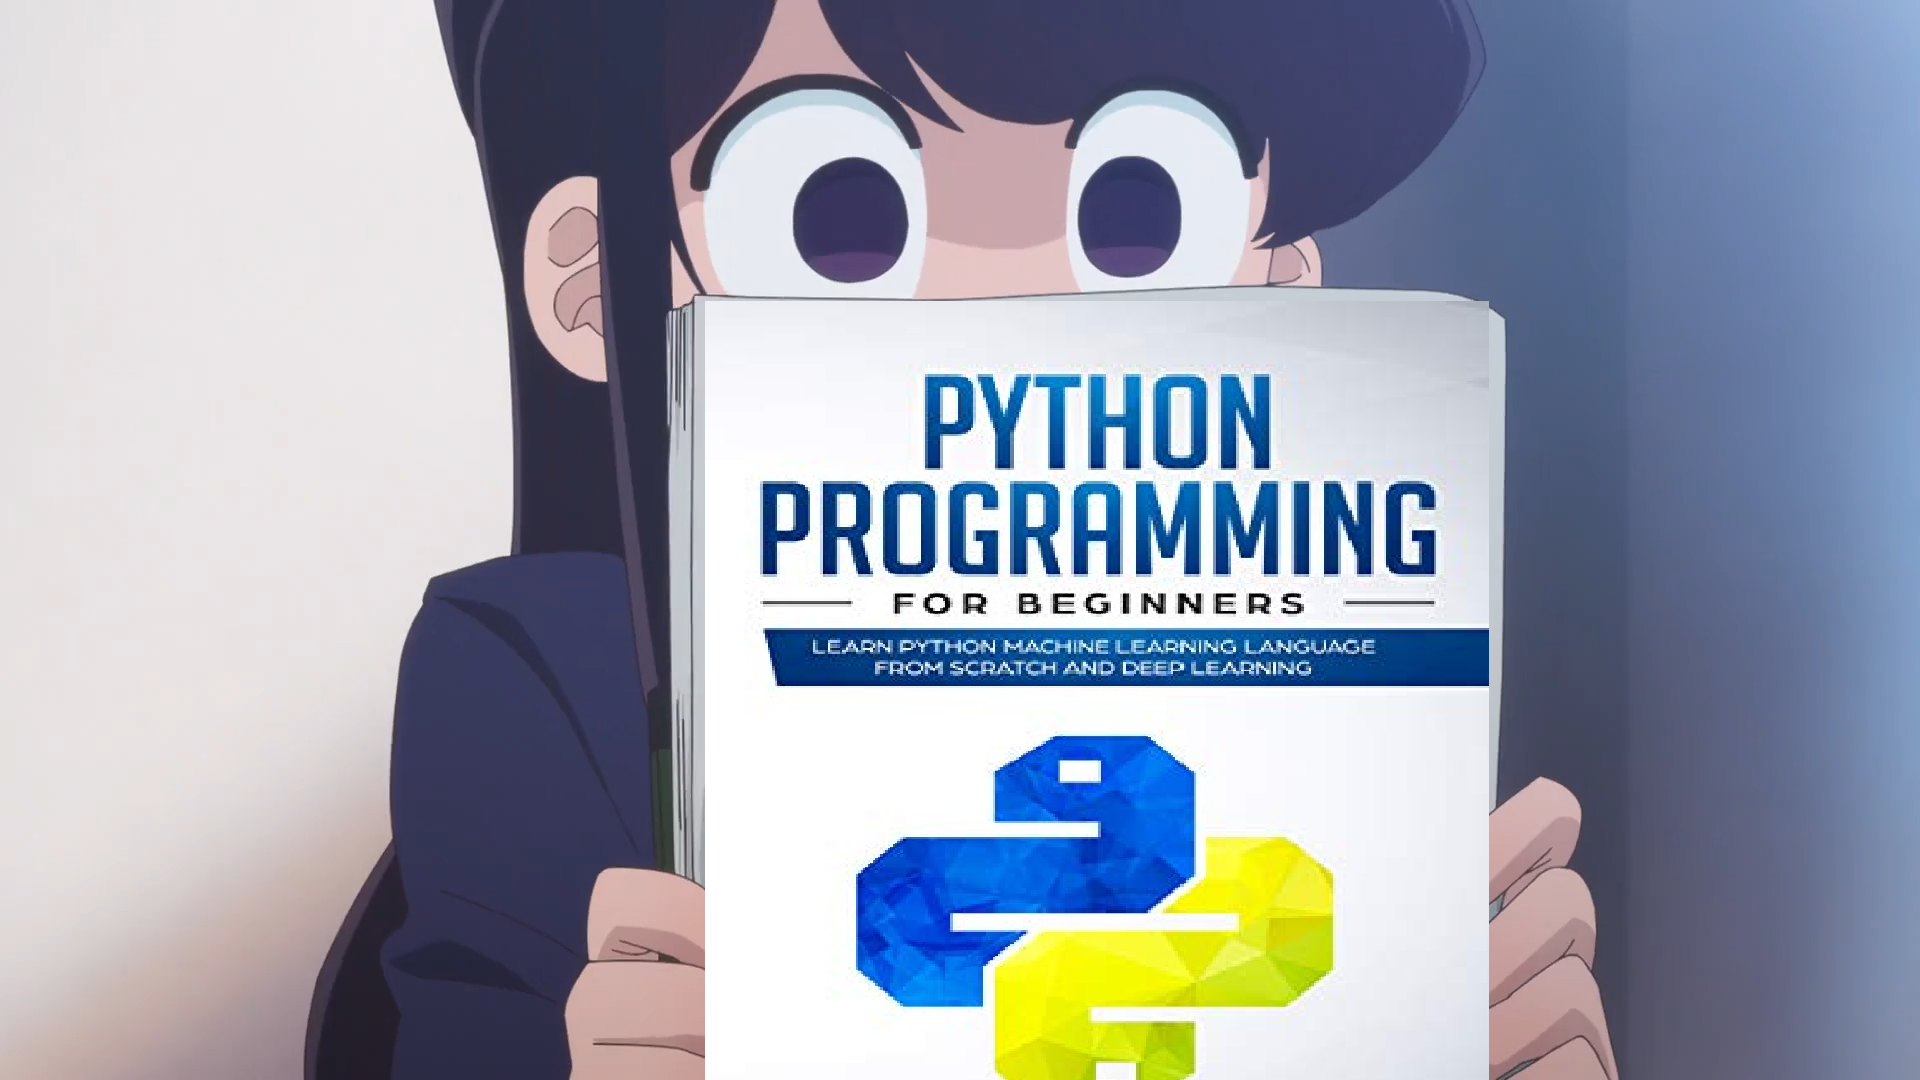 PYTHON
PROGRAMMING
FOR BEGINNERS
LEARN PYTHON MACHINE LEARNING LANGUAGE
FROM SCRATCH AND DEEP LEARNING